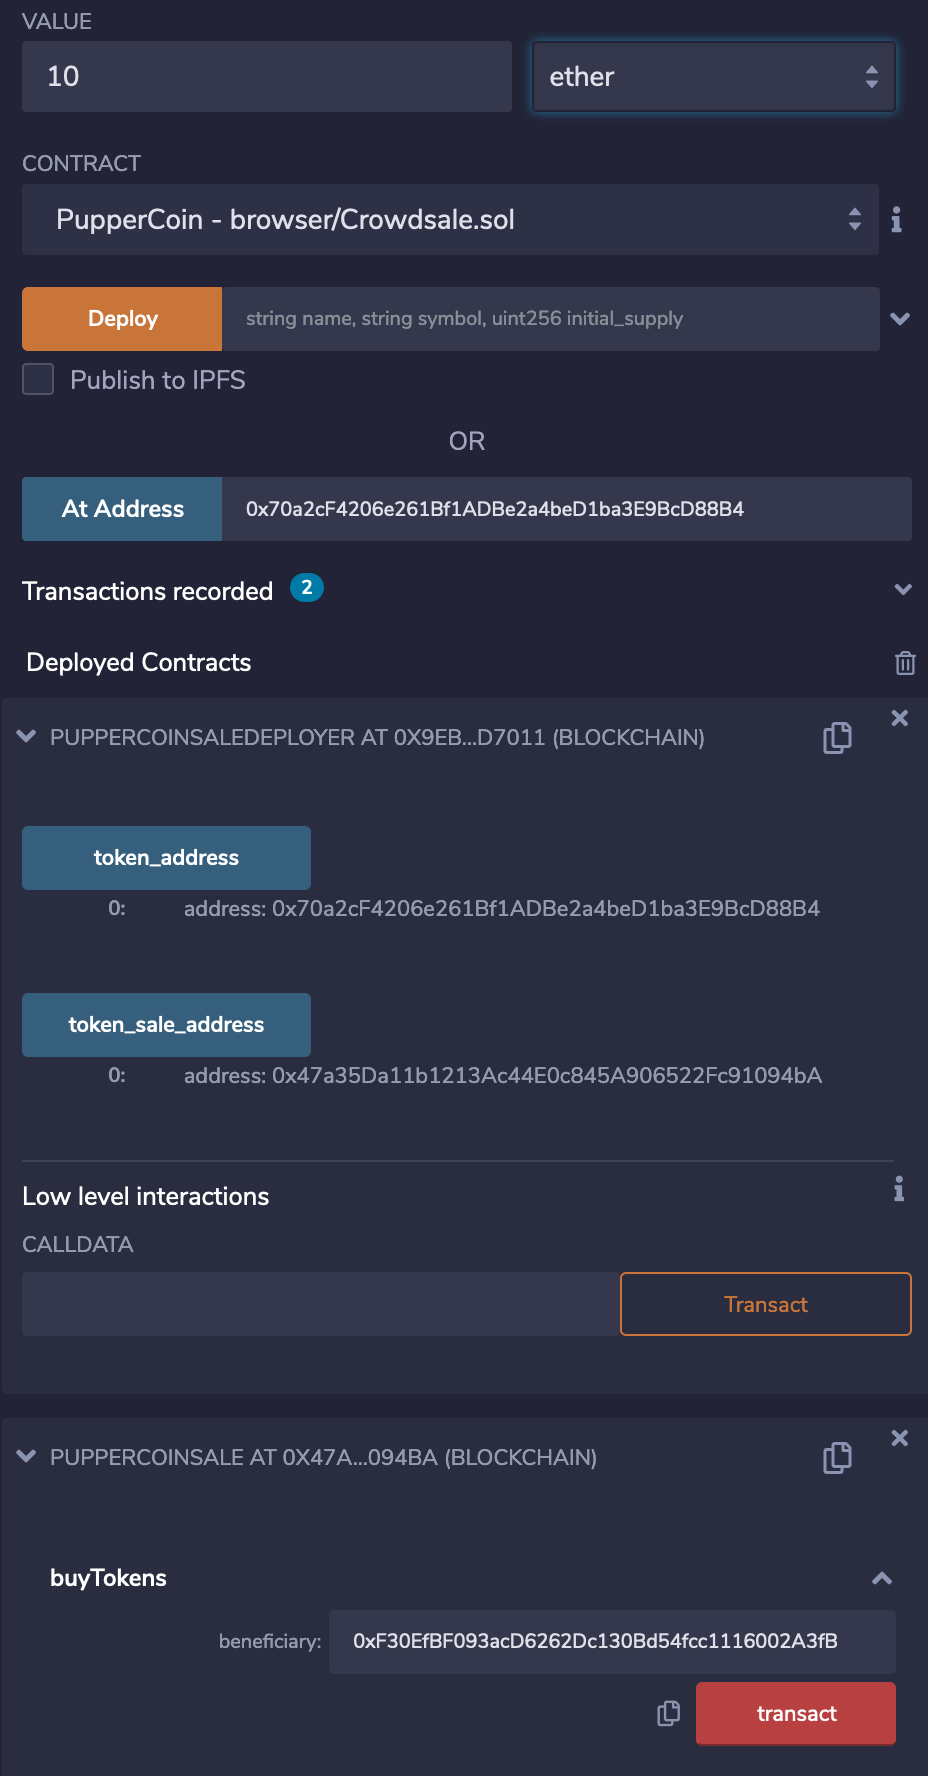 VALUE
10 ether
CONTRACT
PupperCoin - browser/Crowdsale.sol
Deploy string name, string symbol, uint256 initial_supply
Publish to IPFS
OR
At Address 0x70a2cF4206e261Bf1ADBe2a4beD1ba3E9BcD88B4
Transactions recorded 2
Deployed Contracts
PUPPERCOINSALEDEPLOYER AT 0X9EB...D7011 (BLOCKCHAIN)
token_address
0: address: 0x70a2cF4206e261Bf1ADBe2a4beD1ba3E9BcD88B4
token_sale_address
0: address: 0x47a35Da11b1213Ac44E0c845A906522Fc91094bA
Low level interactions
CALLDATA
Transact
PUPPERCOINSALE AT 0X47A...094BA (BLOCKCHAIN)
buyTokens
beneficiary: 0xF30EfBF093acD6262Dc130Bd54fcc1116002A3fB
transact